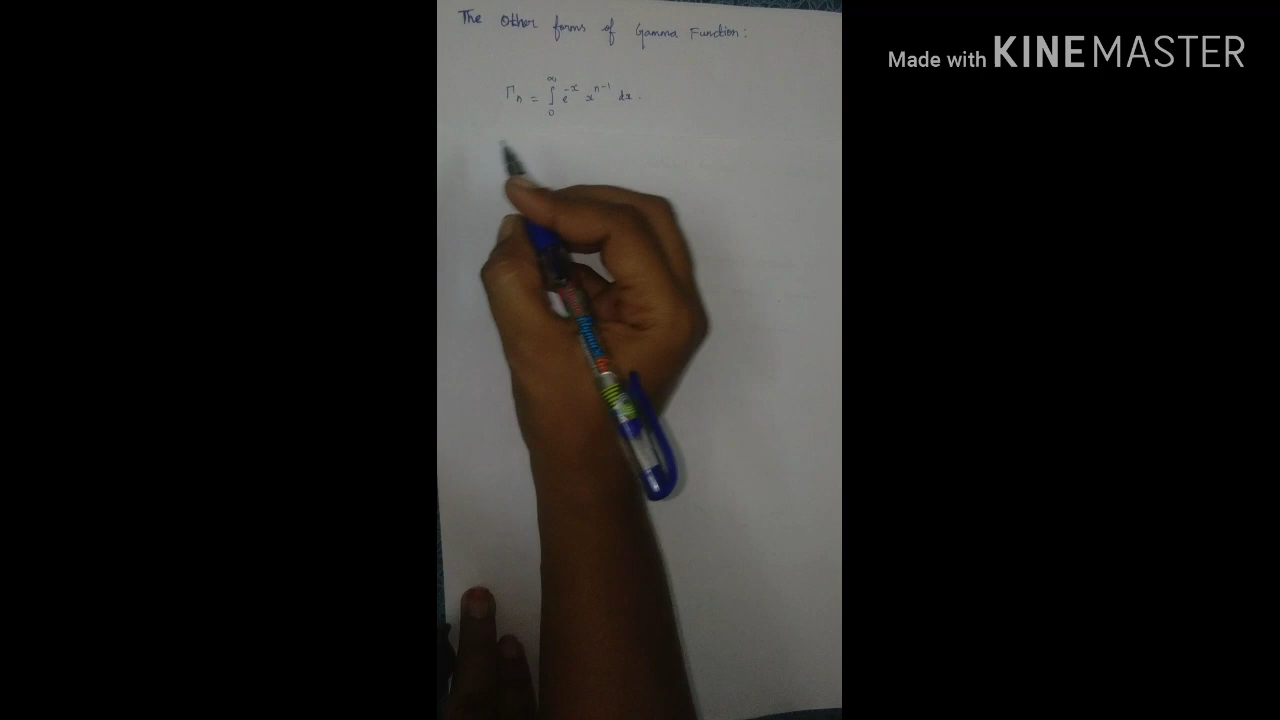 The Other forms of Gamma Function:
Made with KINEMASTER
Γn = ∫₀^∞ e^-x x^n-1 dx.